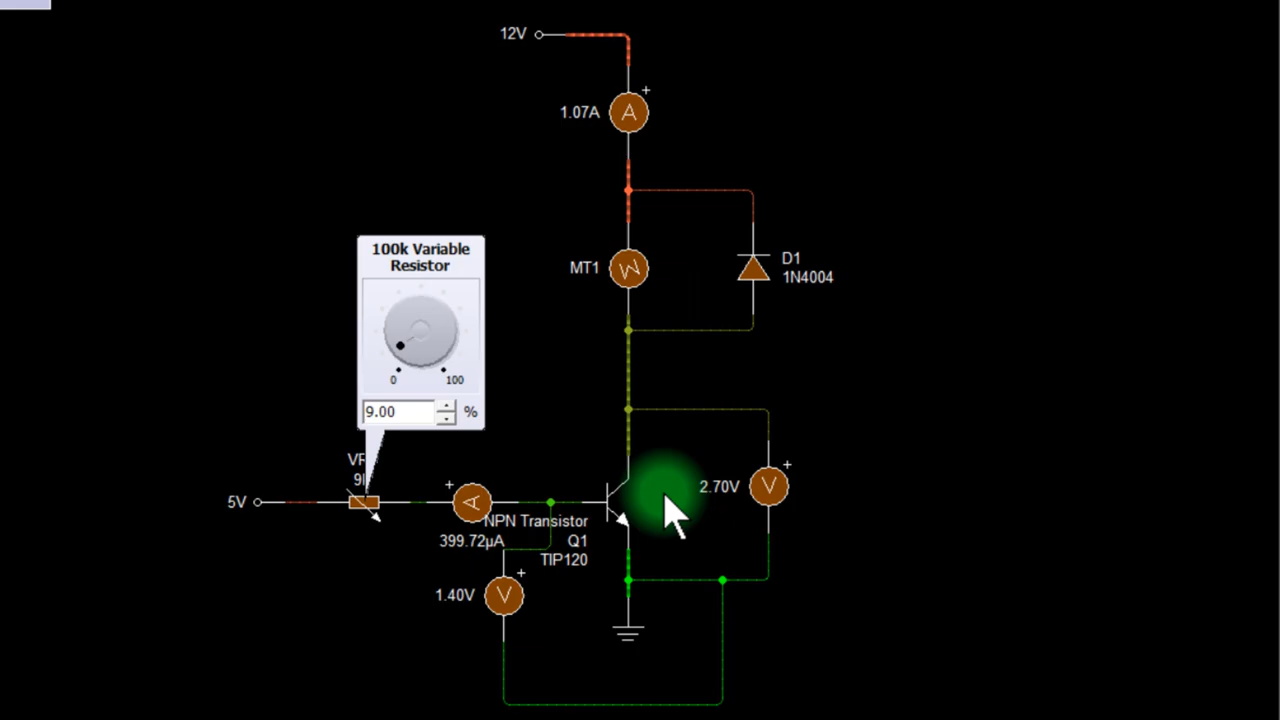 12V
+
1.07A
A
100k Variable
Resistor
0
100
9.00
%
MT1
M
D1
1N4004
5V
+
A
399.72µA
NPN Transistor
Q1
TIP120
+
2.70V
V
+
1.40V
V